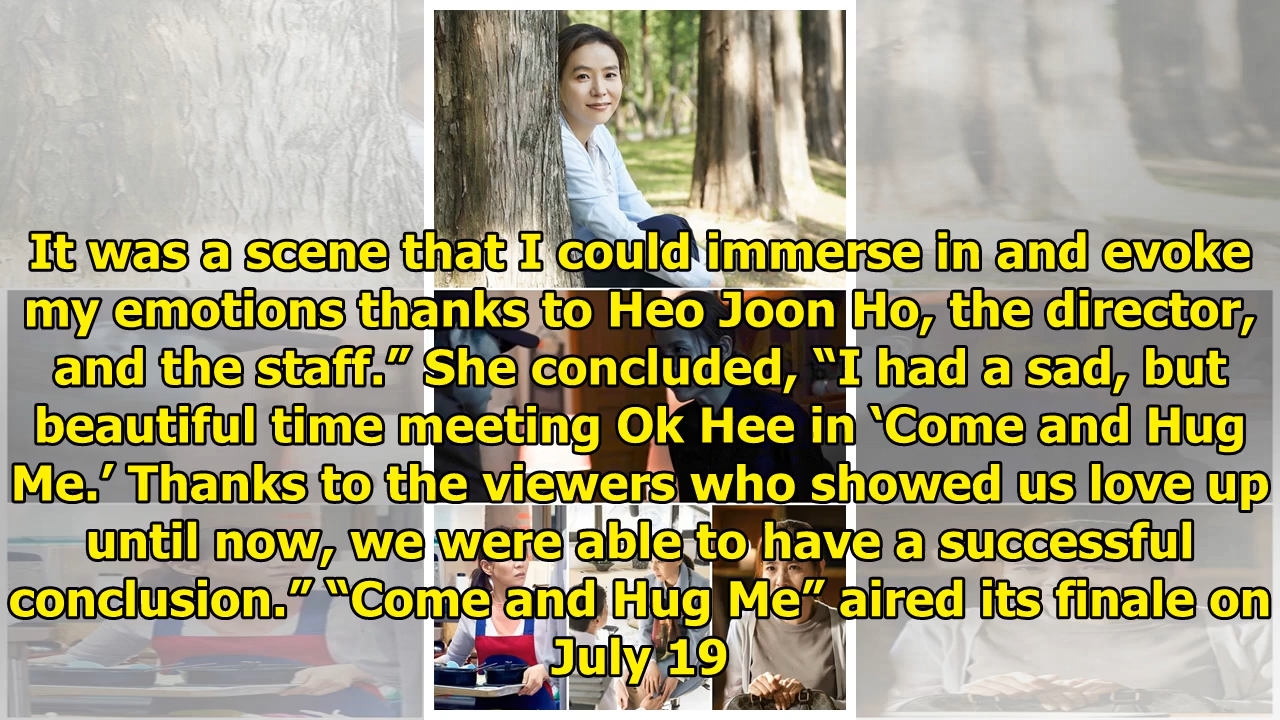 It was a scene that I could immerse in and evoke
my emotions thanks to Heo Joon Ho, the director,
and the staff.” She concluded, “I had a sad, but
beautiful time meeting Ok Hee in ‘Come and Hug
Me.’ Thanks to the viewers who showed us love up
until now, we were able to have a successful
conclusion.” “Come and Hug Me” aired its finale on
July 19